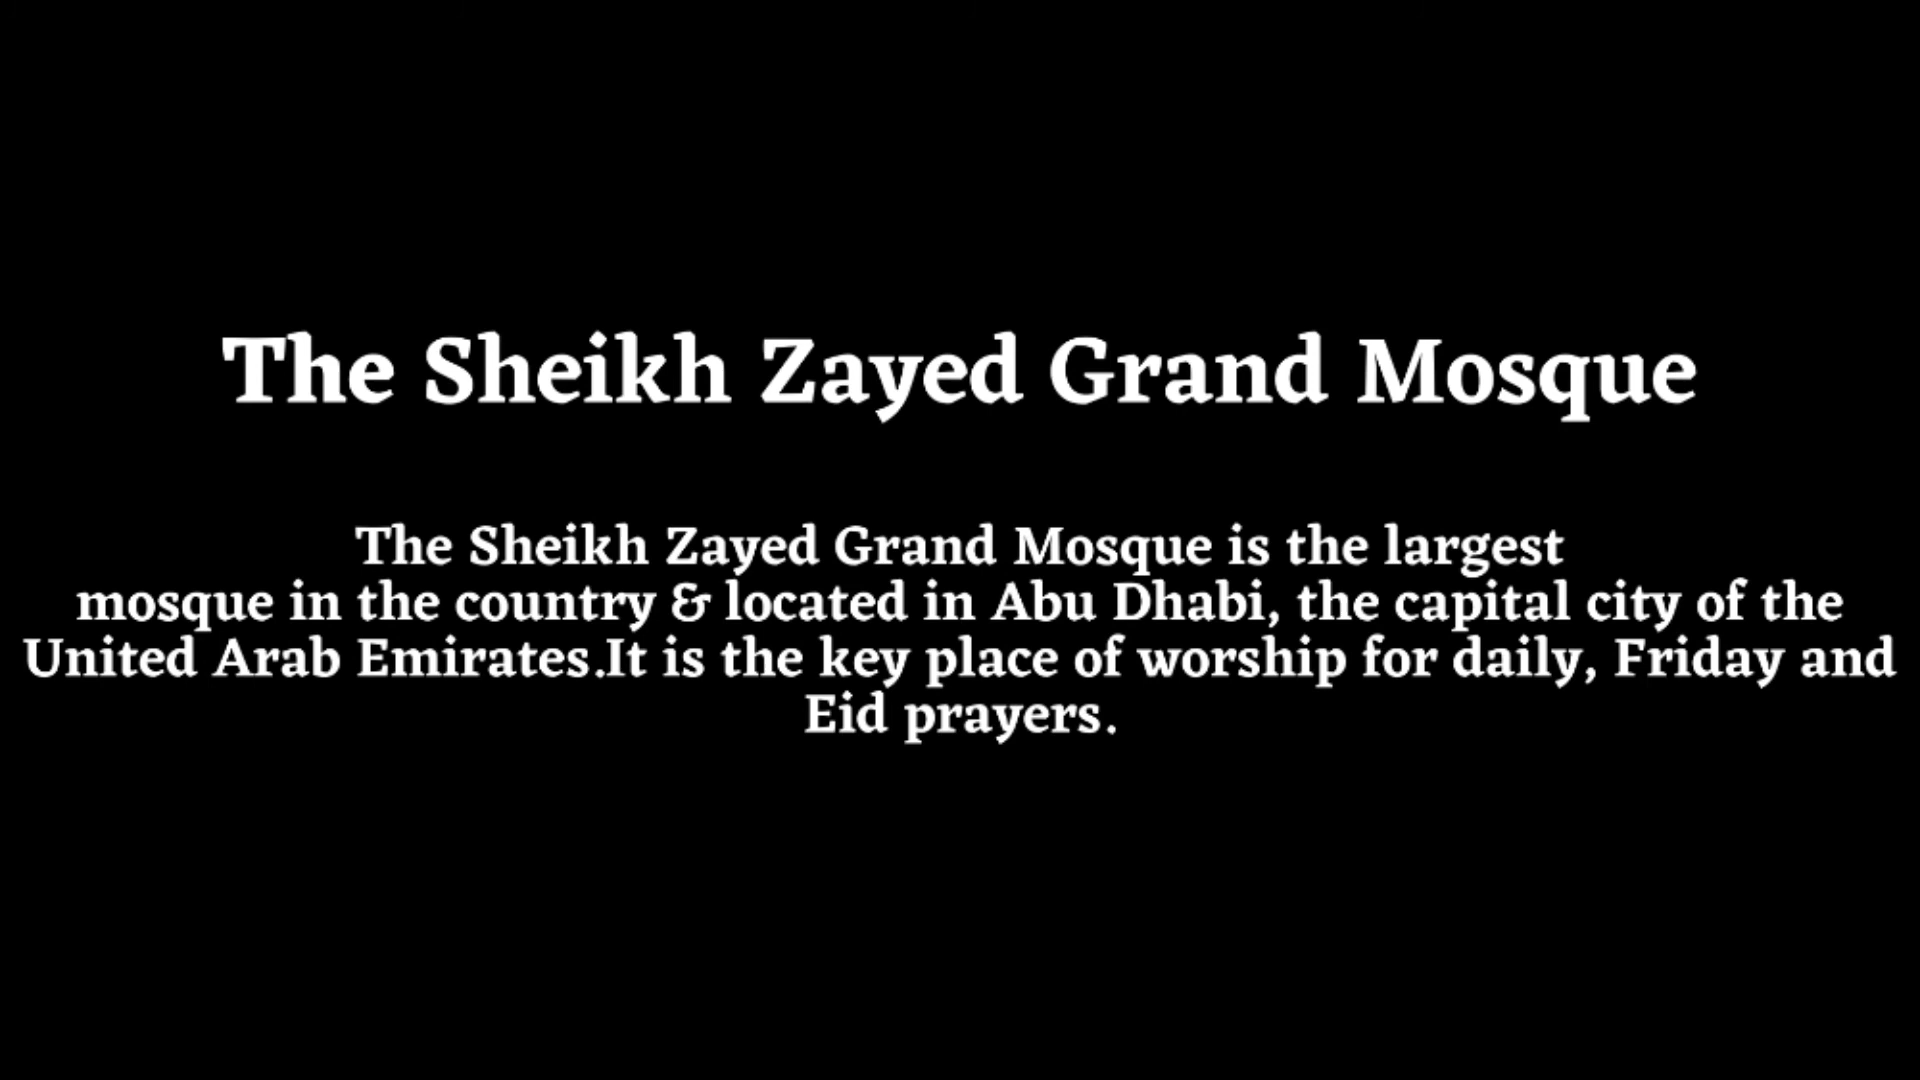 The Sheikh Zayed Grand Mosque
The Sheikh Zayed Grand Mosque is the largest
mosque in the country & located in Abu Dhabi, the capital city of the
United Arab Emirates.It is the key place of worship for daily, Friday and
Eid prayers.